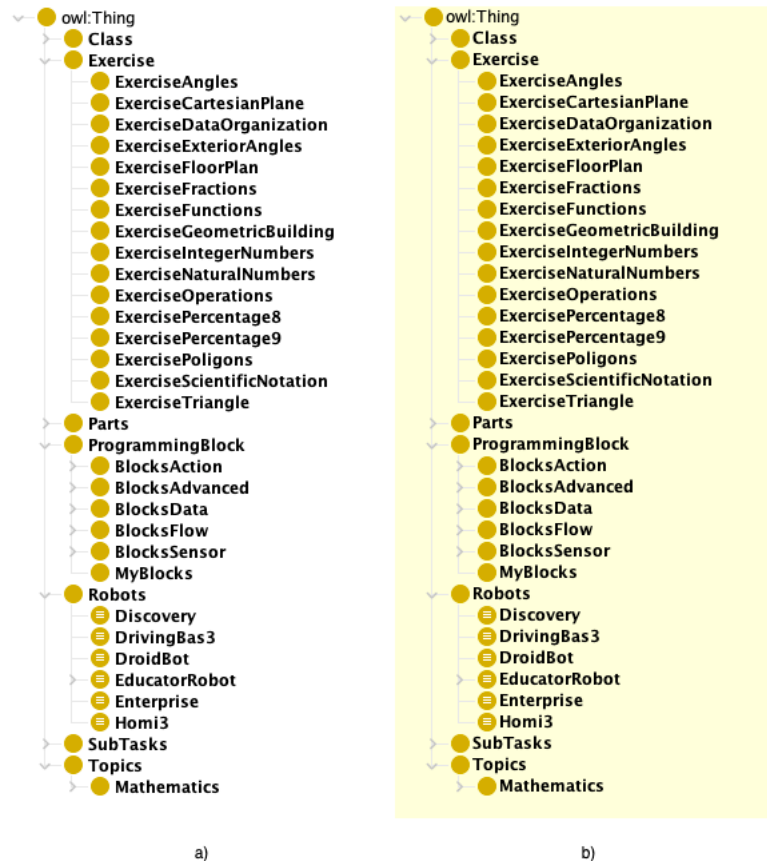 owl:Thing
Class
Exercise
ExerciseAngles
ExerciseCartesianPlane
ExerciseDataOrganization
ExerciseExteriorAngles
ExerciseFloorPlan
ExerciseFractions
ExerciseFunctions
ExerciseGeometricBuilding
ExerciseIntegerNumbers
ExerciseNaturalNumbers
ExerciseOperations
ExercisePercentage8
ExercisePercentage9
ExercisePoligons
ExerciseScientificNotation
ExerciseTriangle
Parts
ProgrammingBlock
BlocksAction
BlocksAdvanced
BlocksData
BlocksFlow
BlocksSensor
MyBlocks
Robots
Discovery
DrivingBas3
DroidBot
EducatorRobot
Enterprise
Homi3
SubTasks
Topics
Mathematics
a)
owl:Thing
Class
Exercise
ExerciseAngles
ExerciseCartesianPlane
ExerciseDataOrganization
ExerciseExteriorAngles
ExerciseFloorPlan
ExerciseFractions
ExerciseFunctions
ExerciseGeometricBuilding
ExerciseIntegerNumbers
ExerciseNaturalNumbers
ExerciseOperations
ExercisePercentage8
ExercisePercentage9
ExercisePoligons
ExerciseScientificNotation
ExerciseTriangle
Parts
ProgrammingBlock
BlocksAction
BlocksAdvanced
BlocksData
BlocksFlow
BlocksSensor
MyBlocks
Robots
Discovery
DrivingBas3
DroidBot
EducatorRobot
Enterprise
Homi3
SubTasks
Topics
Mathematics
b)